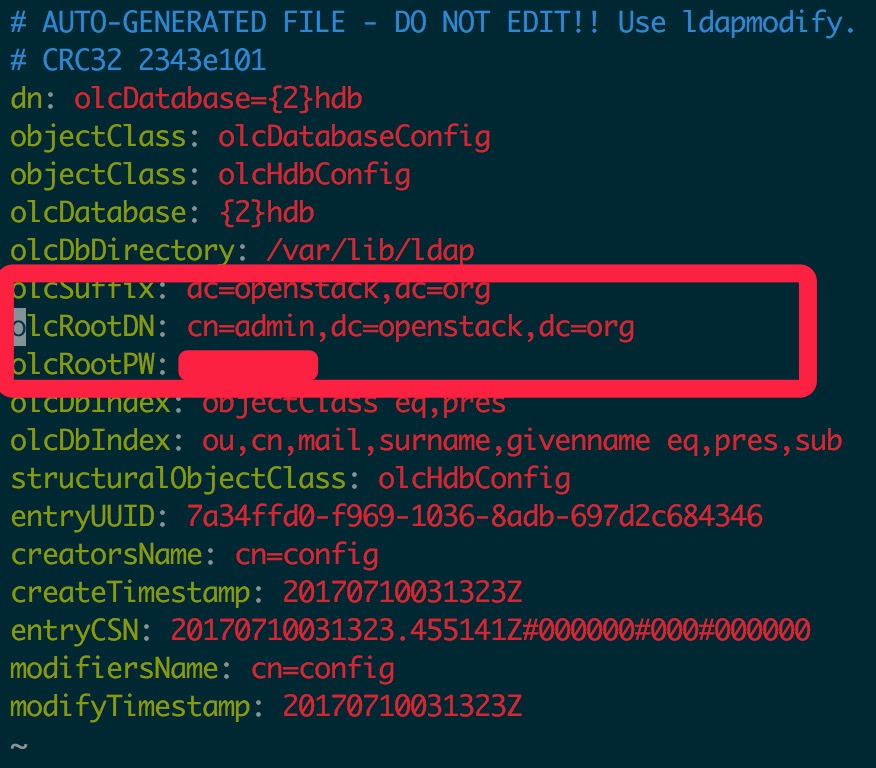 # AUTO-GENERATED FILE - DO NOT EDIT!! Use ldapmodify.
# CRC32 2343e101
dn: olcDatabase={2}hdb
objectClass: olcDatabaseConfig
objectClass: olcHdbConfig
olcDatabase: {2}hdb
olcDbDirectory: /var/lib/ldap
olcSuffix: dc=openstack,dc=org
olcRootDN: cn=admin,dc=openstack,dc=org
olcRootPW:
olcDbIndex: objectClass eq,pres
olcDbIndex: ou,cn,mail,surname,givenname eq,pres,sub
structuralObjectClass: olcHdbConfig
entryUUID: 7a34ffd0-f969-1036-8adb-697d2c684346
creatorsName: cn=config
createTimestamp: 20170710031323Z
entryCSN: 20170710031323.455141Z#000000#000#000000
modifiersName: cn=config
modifyTimestamp: 20170710031323Z
~